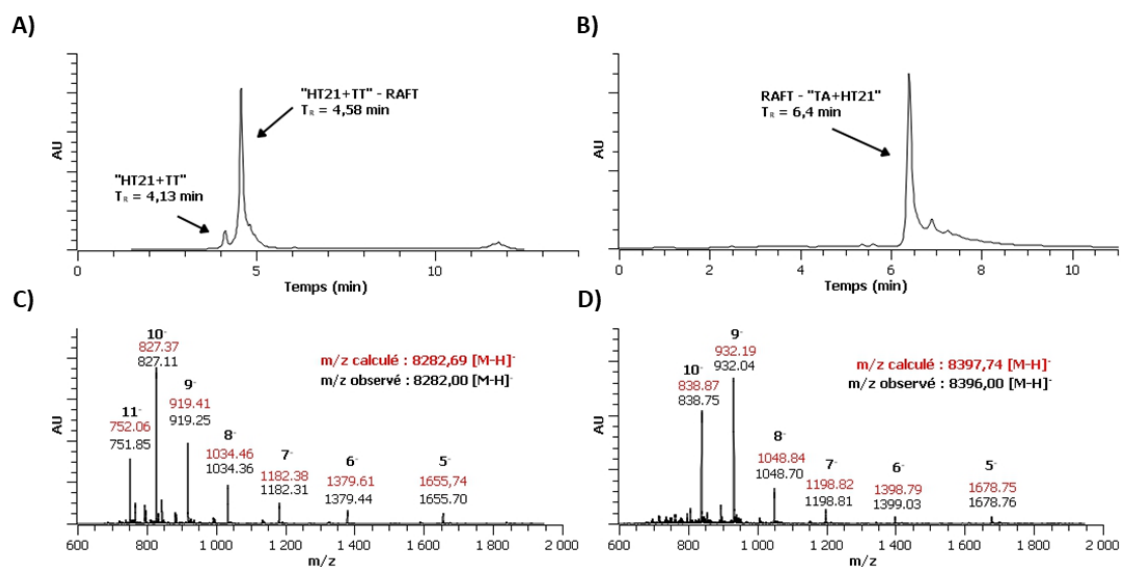 A)
"HT21+TT" - RAFT
Tʀ = 4,58 min
"HT21+TT"
Tʀ = 4,13 min
AU
0
5
10
Temps (min)
B)
RAFT - "TA+HT21"
Tʀ = 6,4 min
AU
0
2
4
6
8
10
Temps (min)
C)
m/z calculé : 8282,69 [M-H]⁻
m/z observé : 8282,00 [M-H]⁻
11⁻
752.06
751.85
10⁻
827.37
827.11
9⁻
919.41
919.25
8⁻
1034.46
1034.36
7⁻
1182.38
1182.31
6⁻
1379.61
1379.44
5⁻
1655,74
1655.70
AU
600
800
1 000
1 200
1 400
1 600
1 800
2 000
m/z
D)
m/z calculé : 8397,74 [M-H]⁻
m/z observé : 8396,00 [M-H]⁻
10⁻
838.87
838.75
9⁻
932.19
932.04
8⁻
1048.84
1048.70
7⁻
1198.82
1198.81
6⁻
1398.79
1399.03
5⁻
1678.75
1678.76
AU
600
800
1 000
1 200
1 400
1 600
1 800
2 000
m/z